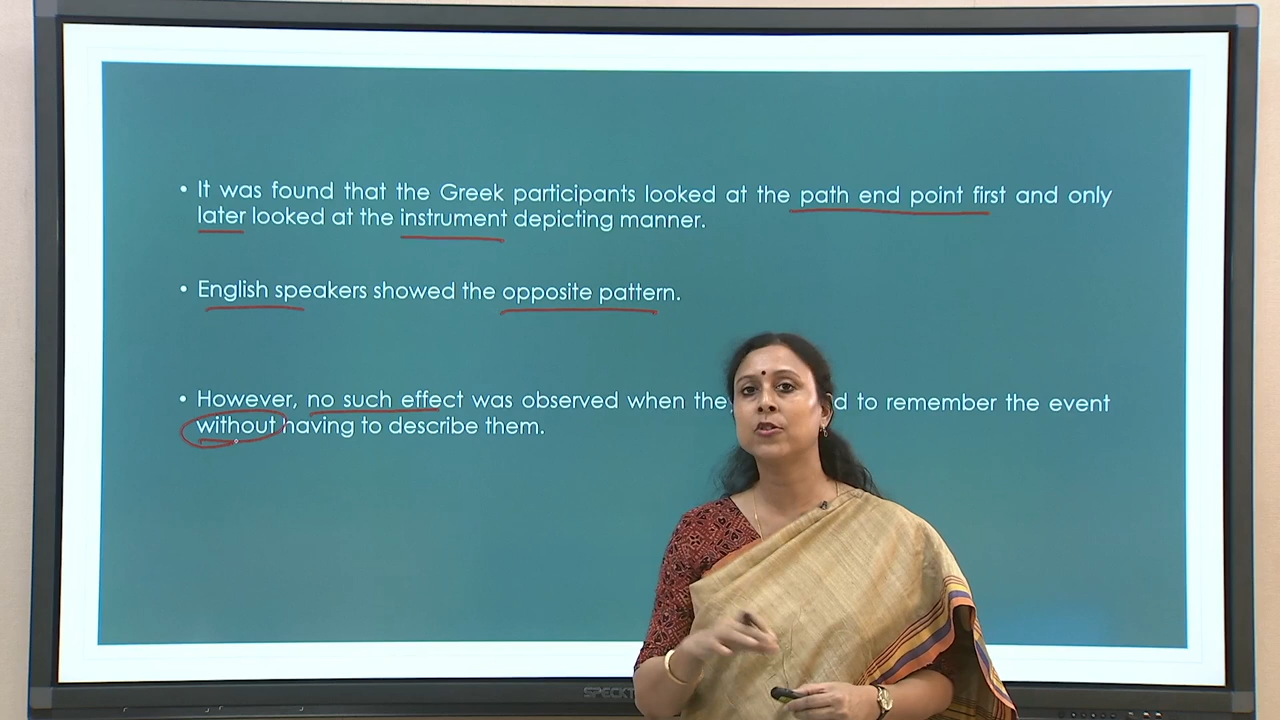 • It was found that the Greek participants looked at the path end point first and only
later looked at the instrument depicting manner.
• English speakers showed the opposite pattern.
• However, no such effect was observed when the to remember the event
without having to describe them.